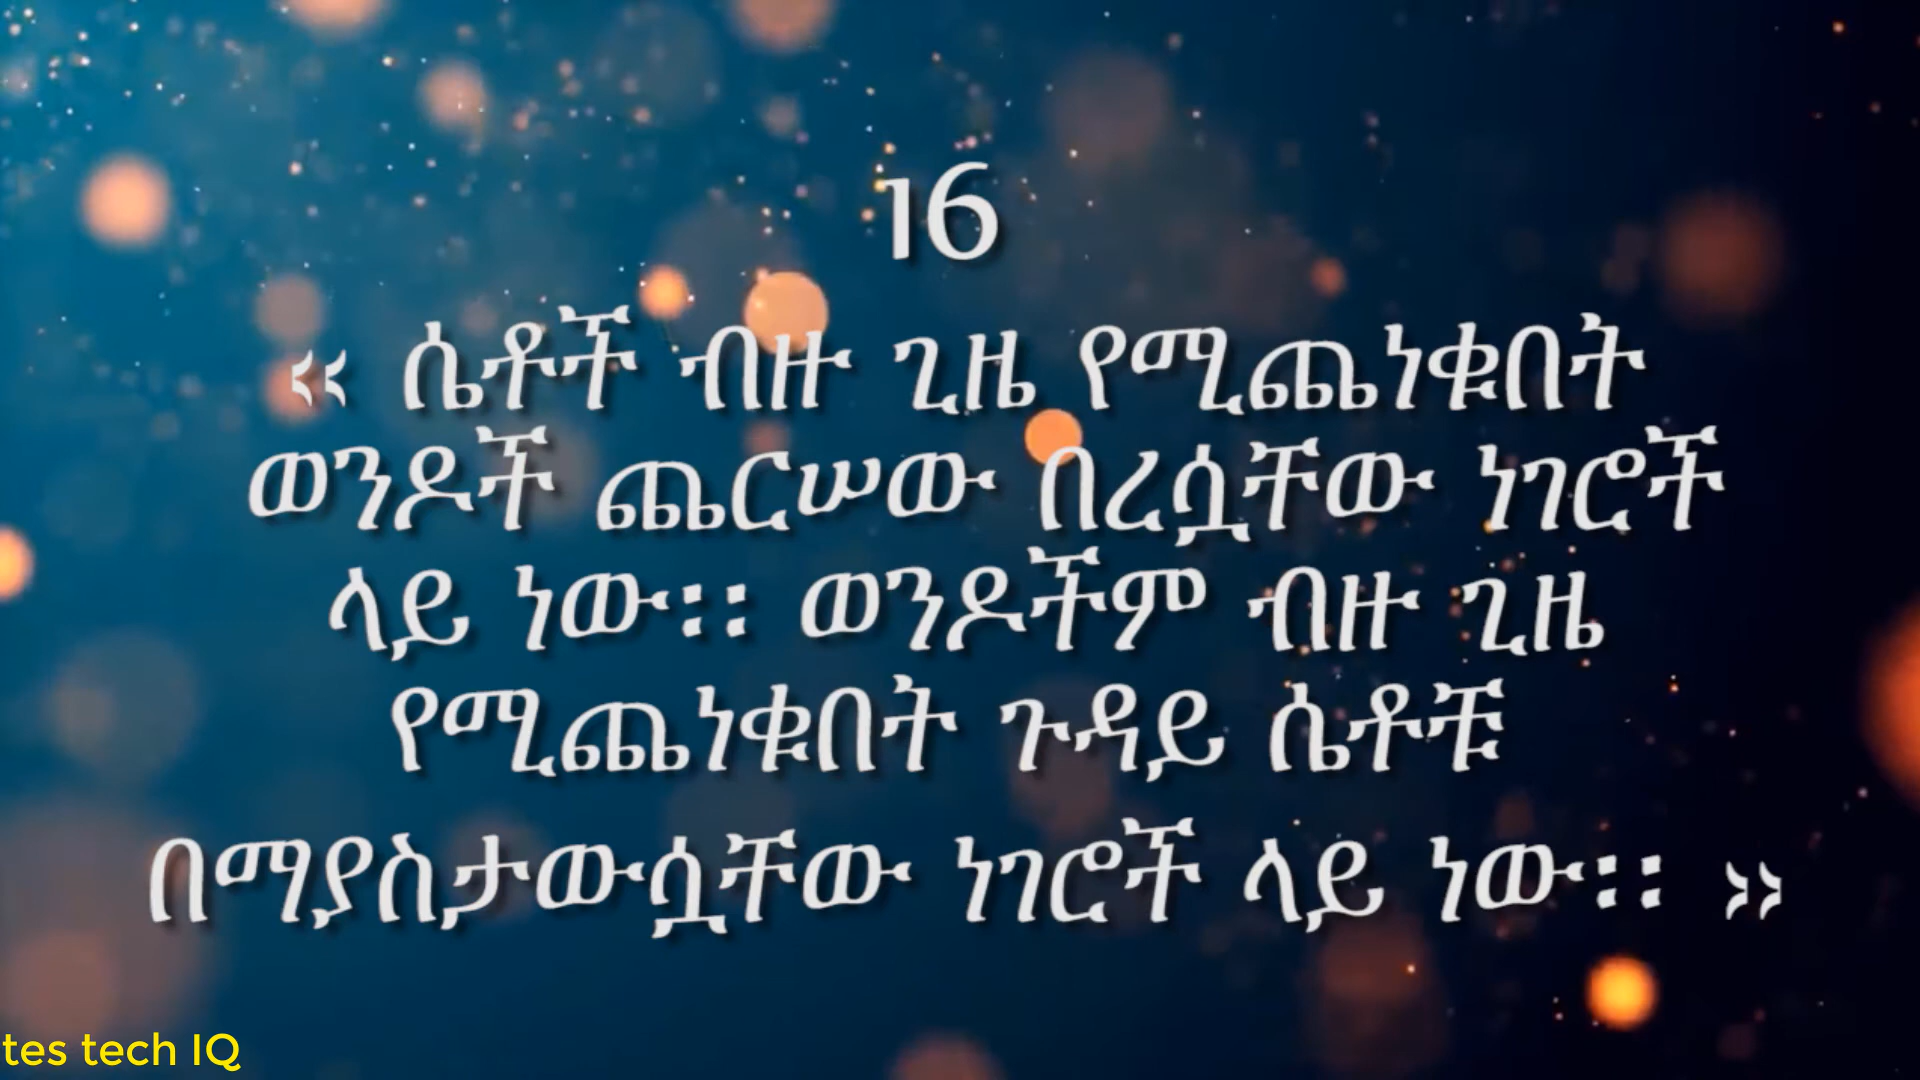 16
‹‹ ሴቶች ብዙ ጊዜ የሚጨነቁበት
ወንዶች ጨርሠው በረሷቸው ነገሮች
ላይ ነው፡፡ ወንዶችም ብዙ ጊዜ
የሚጨነቁበት ጉዳይ ሴቶቹ
በማያስታውሷቸው ነገሮች ላይ ነው፡፡ ››
tes tech IQ